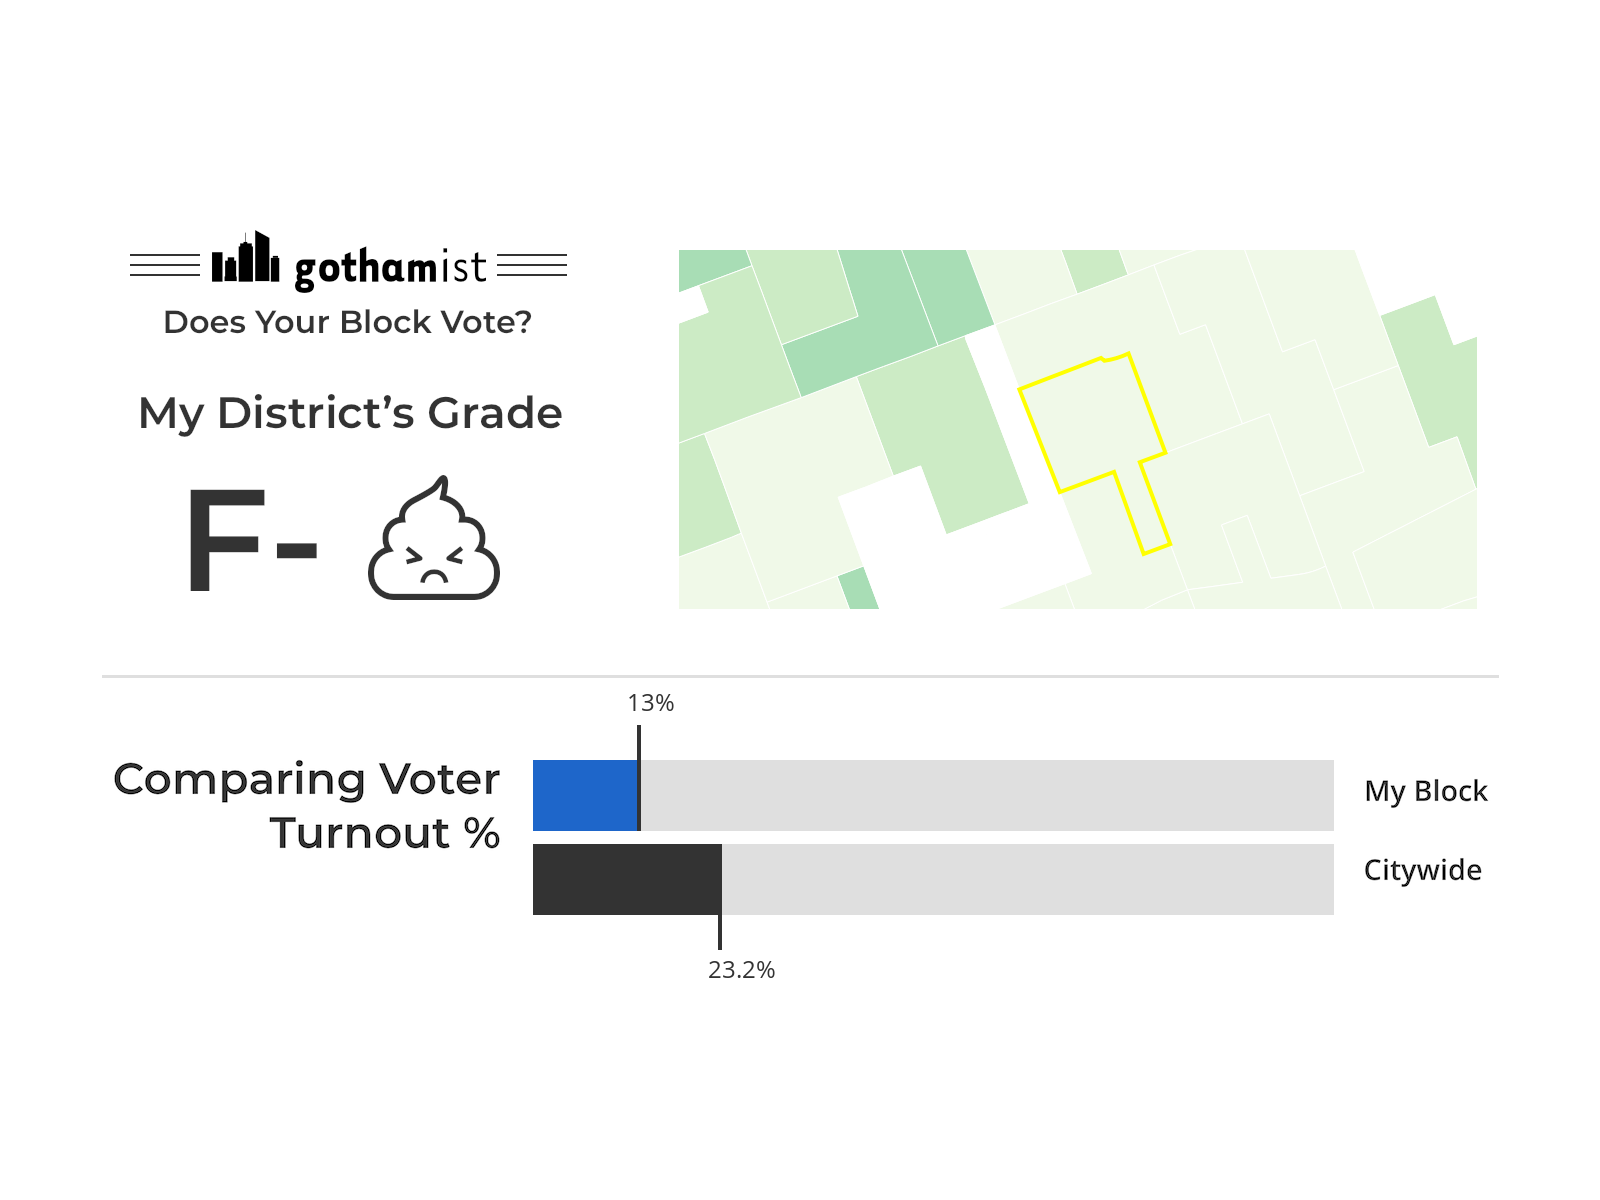 gothamist
Does Your Block Vote?
My District’s Grade
F-
13%
Comparing Voter
Turnout %
My Block
Citywide
23.2%